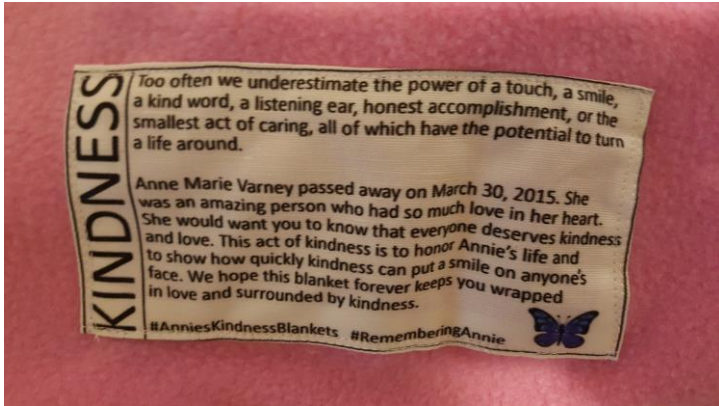 KINDNESS
Too often we underestimate the power of a touch, a smile,
a kind word, a listening ear, honest accomplishment, or the
smallest act of caring, all of which have the potential to turn
a life around.
Anne Marie Varney passed away on March 30, 2015. She
was an amazing person who had so much love in her heart.
She would want you to know that everyone deserves kindness
and love. This act of kindness is to honor Annie's life and
to show how quickly kindness can put a smile on anyone's
face. We hope this blanket forever keeps you wrapped
in love and surrounded by kindness.
#AnniesKindnessBlankets #RememberingAnnie